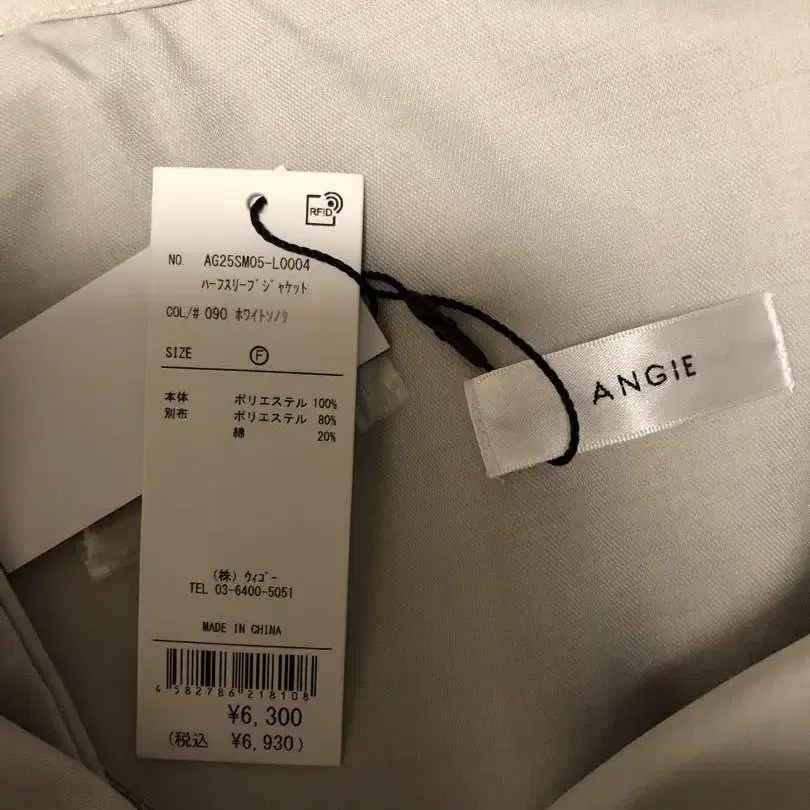 RFID
NO. AG25SM05-L0004
ﾊｰﾌｽﾘｰﾌﾞｼﾞｬｹｯﾄ
COL/# 090 ﾎﾜｲﾄｿﾉﾀ
SIZE Ⓕ
本体 ポリエステル 100%
別布 ポリエステル 80%
綿 20%
(株) ｳｨｺﾞｰ
TEL 03-6400-5051
MADE IN CHINA
4 582786 218108
¥6,300
(税込 ¥6,930)
ANGIE